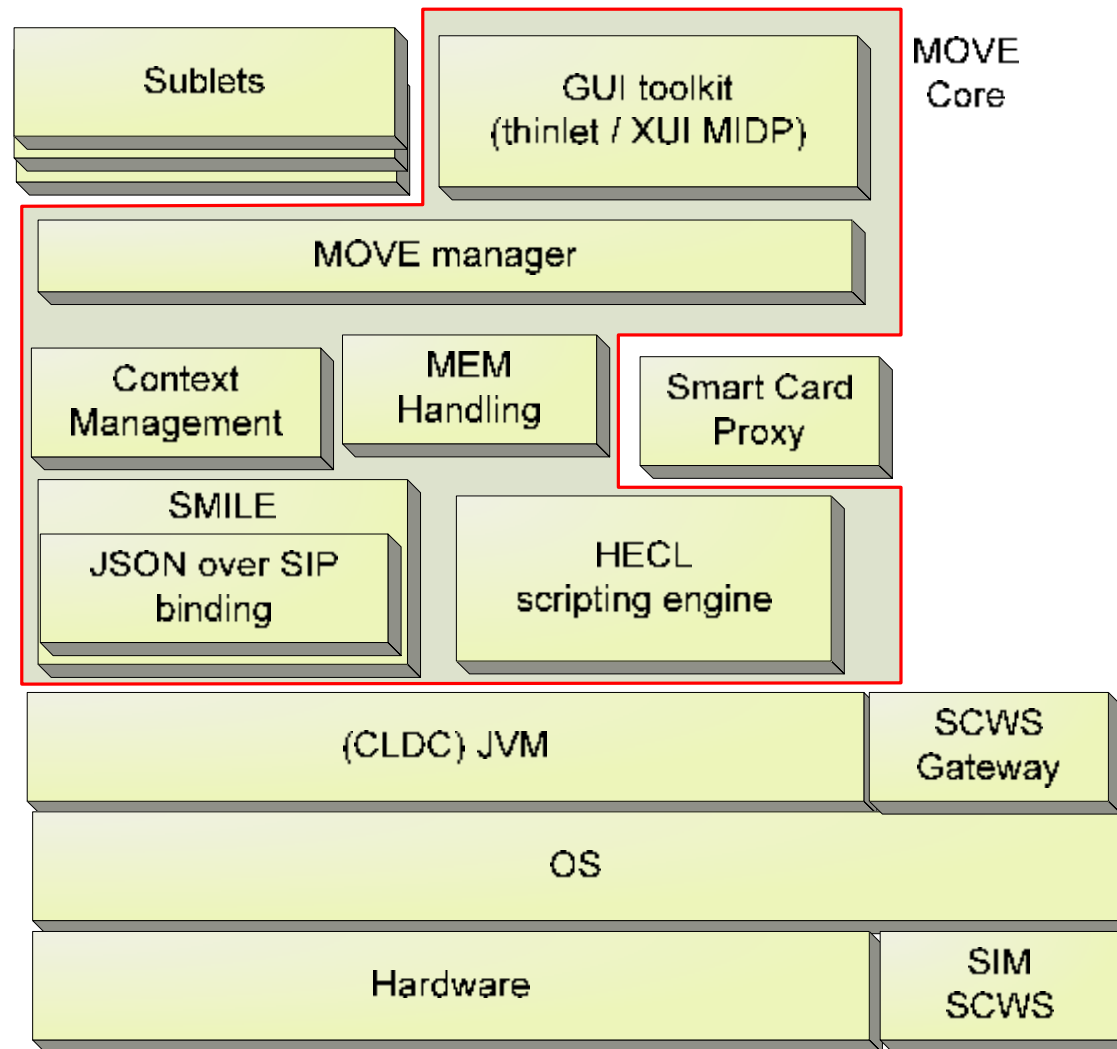 Sublets
GUI toolkit
(thinlet / XUI MIDP)
MOVE
Core
MOVE manager
Context
Management
MEM
Handling
Smart Card
Proxy
SMILE
JSON over SIP
binding
HECL
scripting engine
(CLDC) JVM
SCWS
Gateway
OS
Hardware
SIM
SCWS